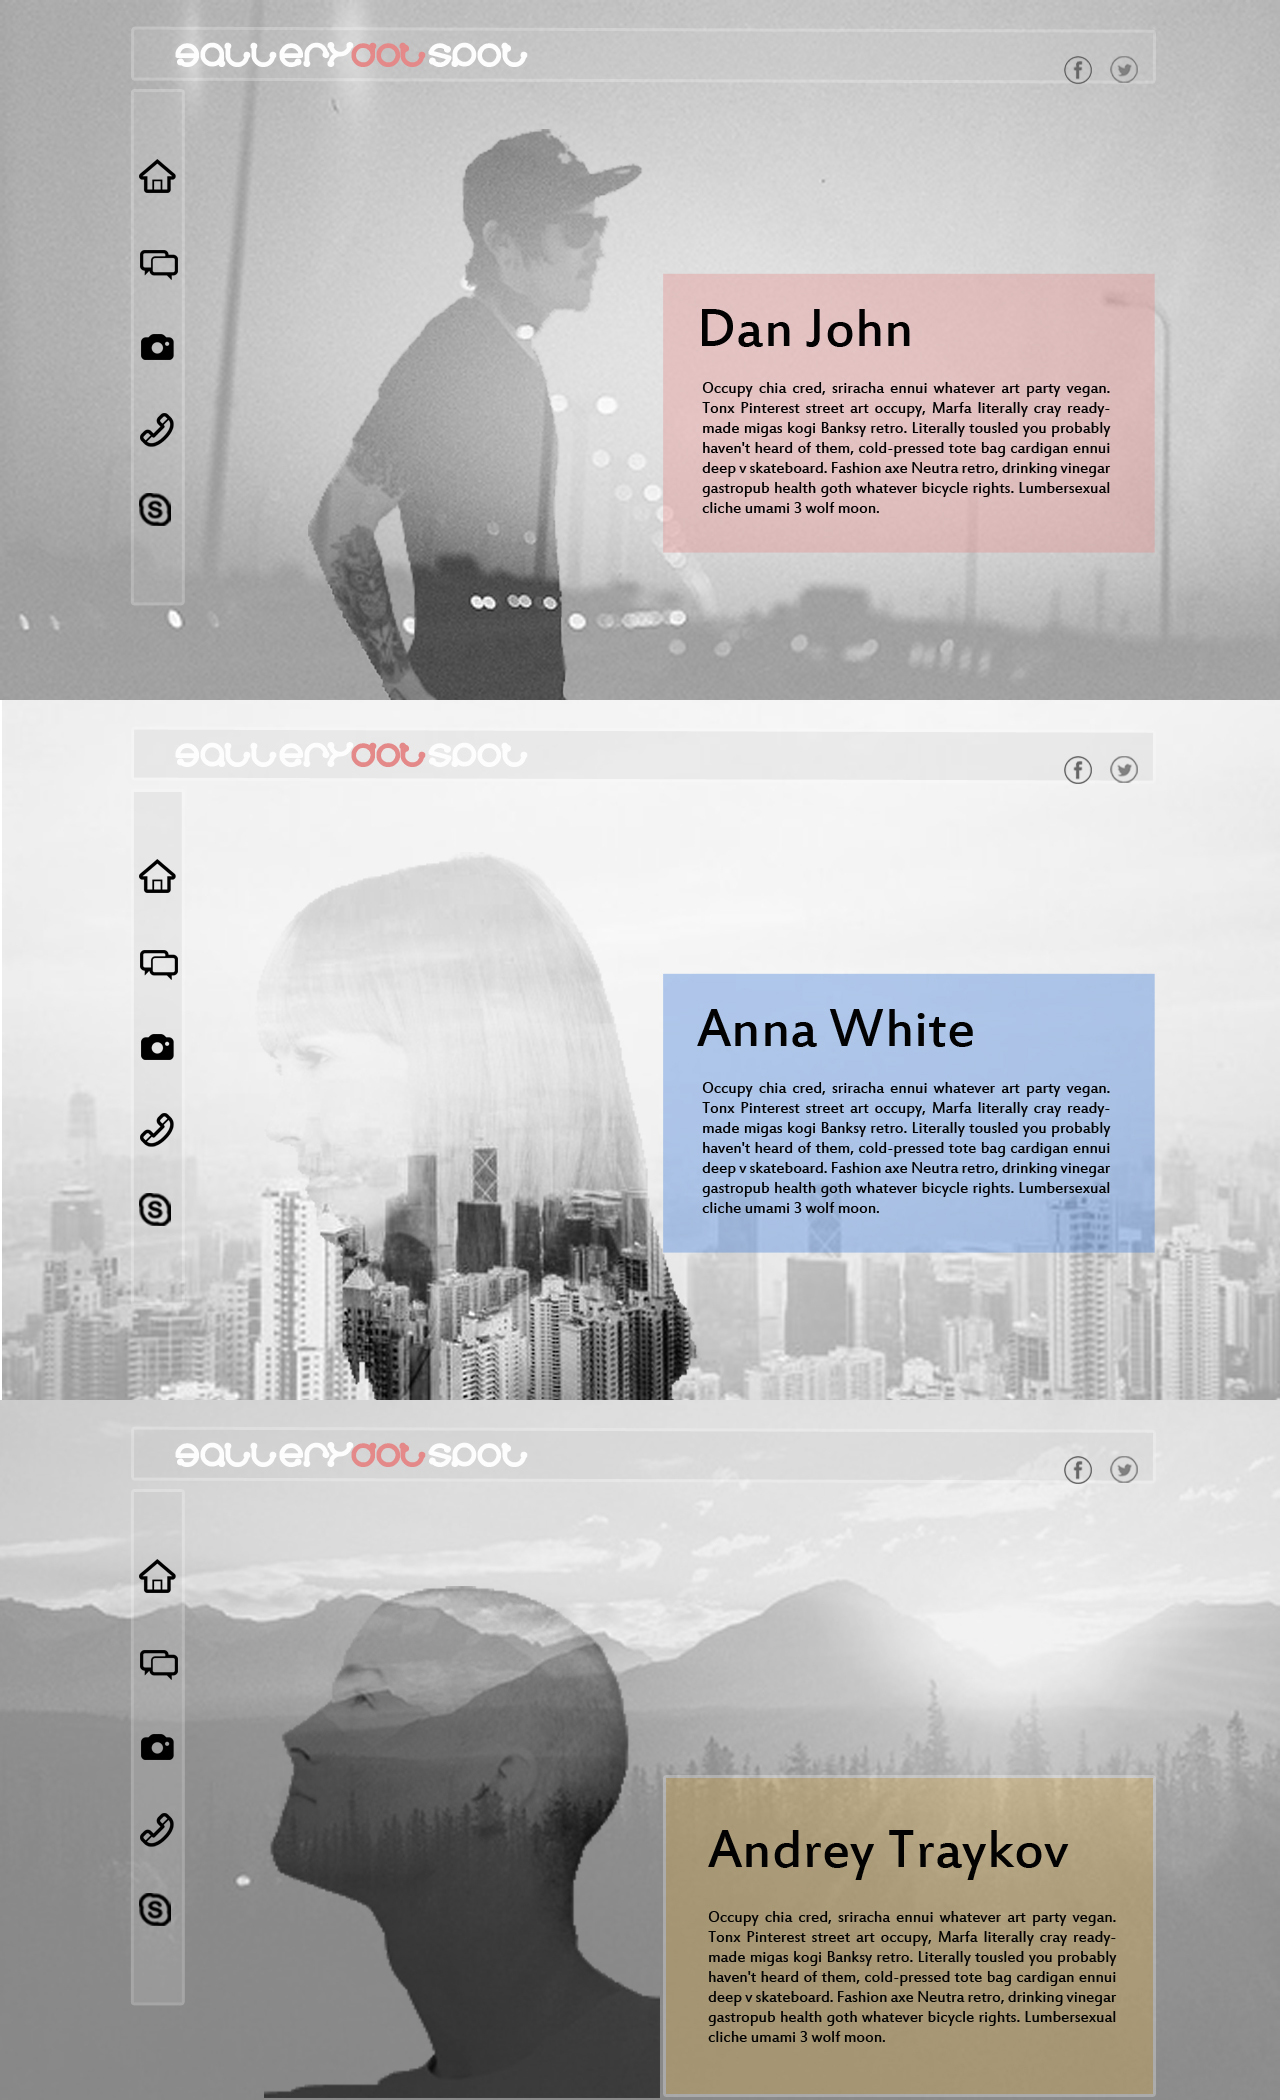 gallerydotspot
Dan John
Occupy chia cred, sriracha ennui whatever art party vegan.
Tonx Pinterest street art occupy, Marfa literally cray ready-
made migas kogi Banksy retro. Literally tousled you probably
haven't heard of them, cold-pressed tote bag cardigan ennui
deep v skateboard. Fashion axe Neutra retro, drinking vinegar
gastropub health goth whatever bicycle rights. Lumbersexual
cliche umami 3 wolf moon.
gallerydotspot
Anna White
Occupy chia cred, sriracha ennui whatever art party vegan.
Tonx Pinterest street art occupy, Marfa literally cray ready-
made migas kogi Banksy retro. Literally tousled you probably
haven't heard of them, cold-pressed tote bag cardigan ennui
deep v skateboard. Fashion axe Neutra retro, drinking vinegar
gastropub health goth whatever bicycle rights. Lumbersexual
cliche umami 3 wolf moon.
gallerydotspot
Andrey Traykov
Occupy chia cred, sriracha ennui whatever art party vegan.
Tonx Pinterest street art occupy, Marfa literally cray ready-
made migas kogi Banksy retro. Literally tousled you probably
haven't heard of them, cold-pressed tote bag cardigan ennui
deep v skateboard. Fashion axe Neutra retro, drinking vinegar
gastropub health goth whatever bicycle rights. Lumbersexual
cliche umami 3 wolf moon.